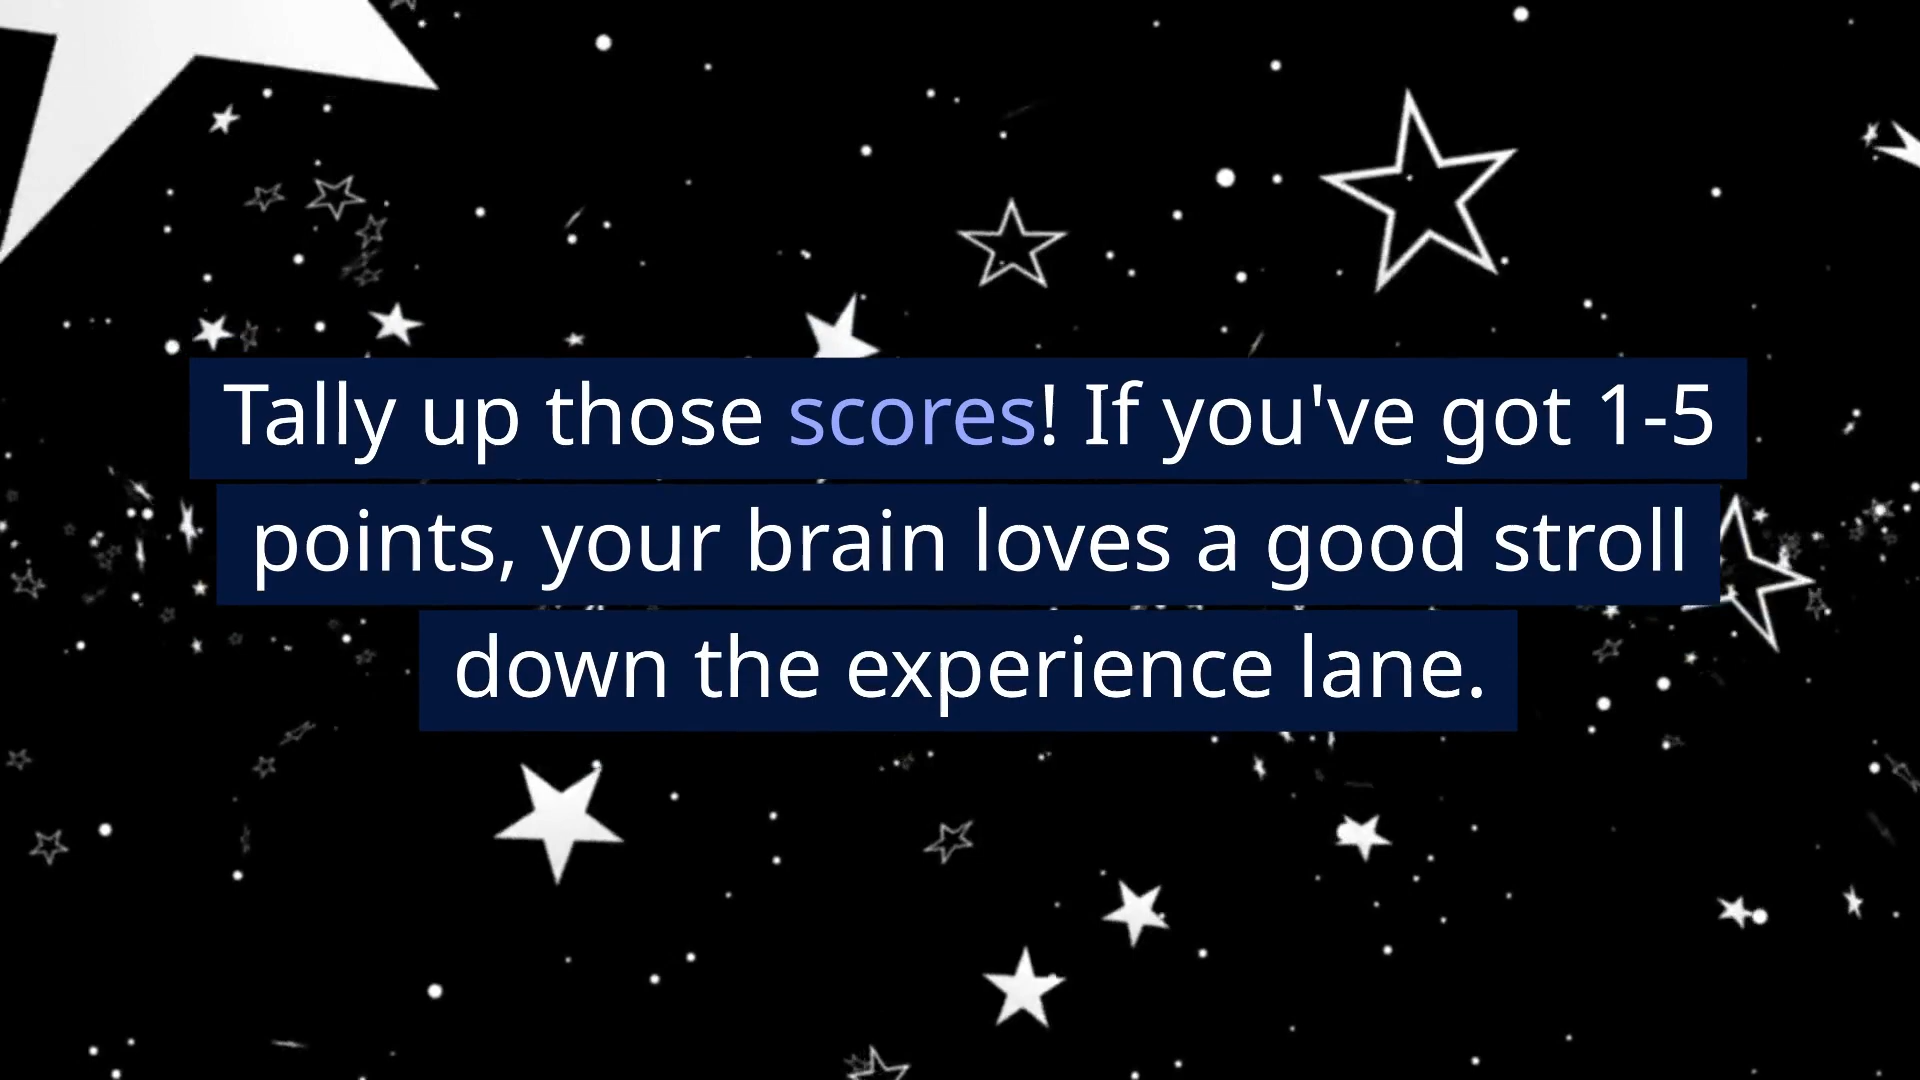 Tally up those scores! If you've got 1-5
points, your brain loves a good stroll
down the experience lane.